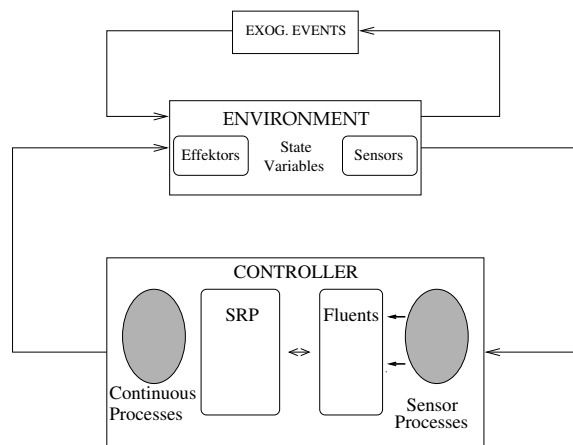 EXOG. EVENTS
ENVIRONMENT
Effektors
State
Variables
Sensors
CONTROLLER
SRP
Fluents
Continuous
Processes
Sensor
Processes